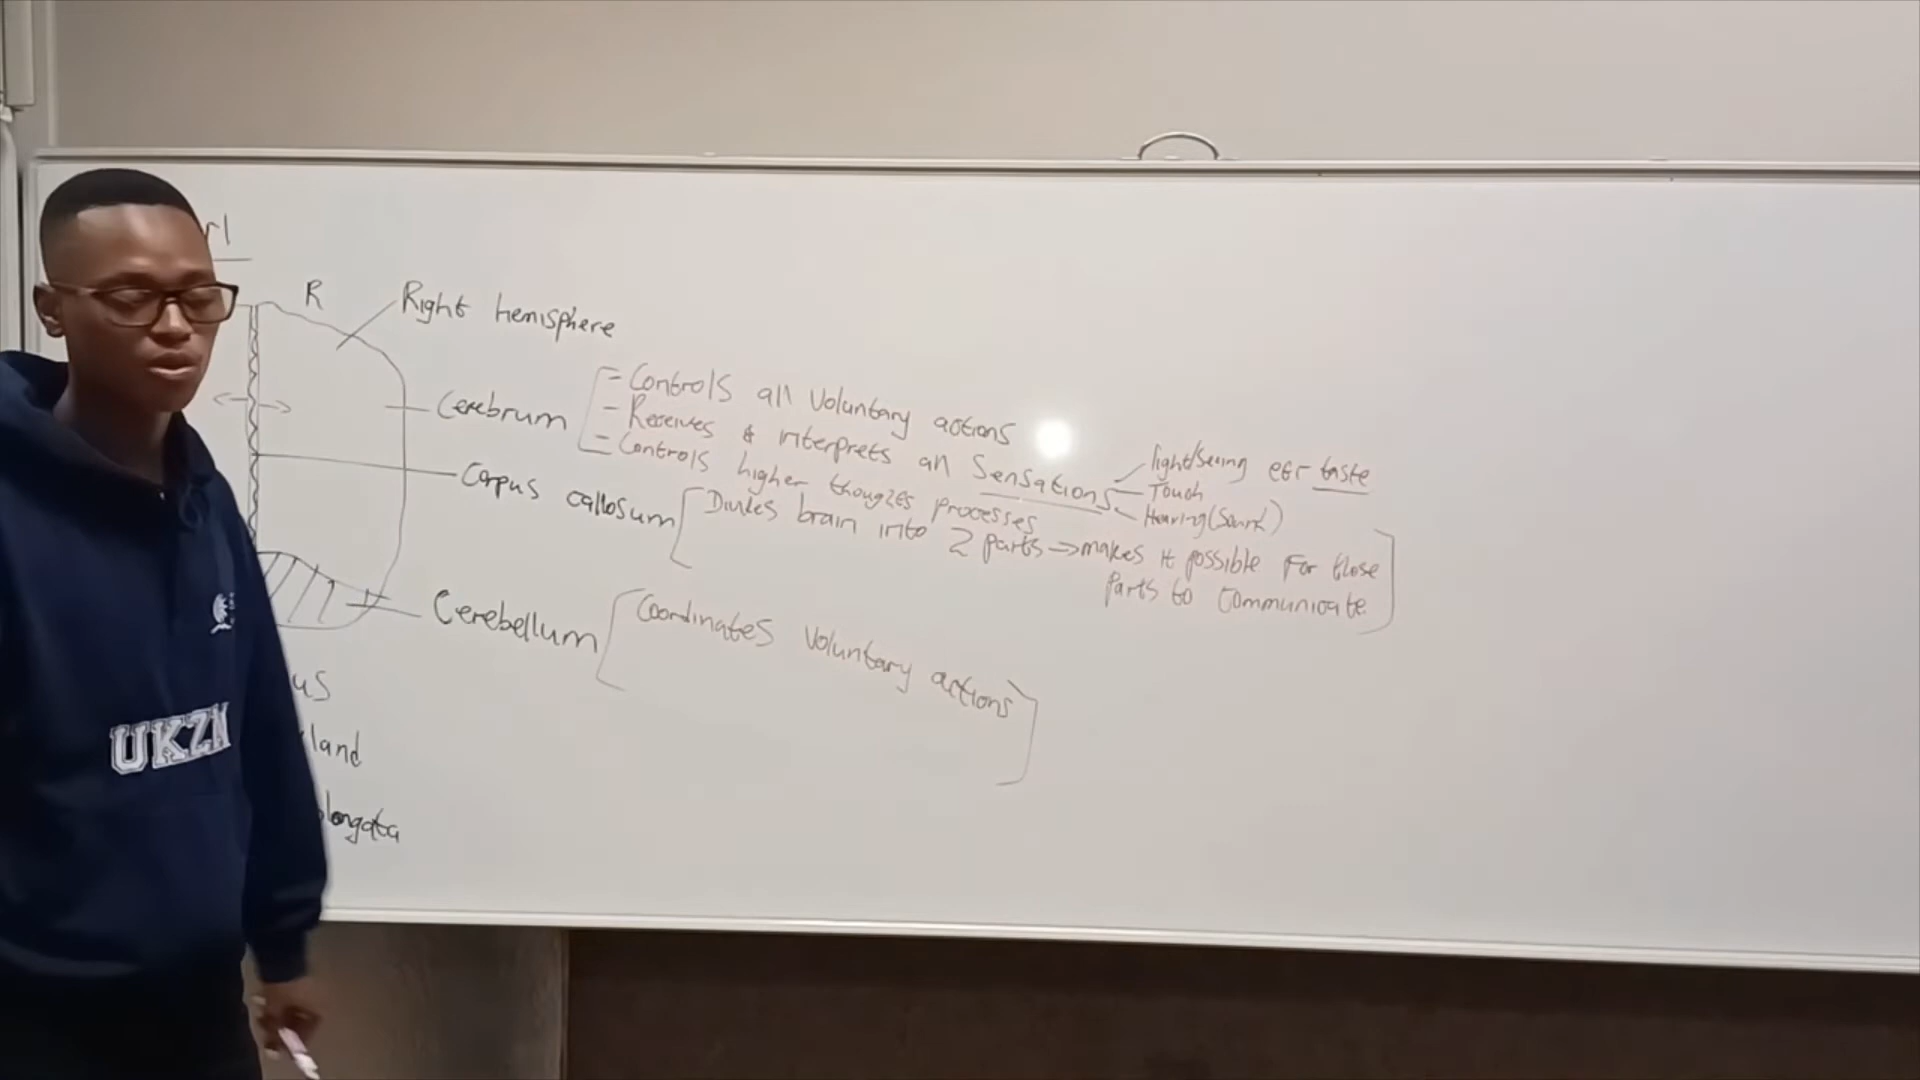 R
Right hemisphere
Cerebrum
- Controls all Voluntary actions
- Receives & interprets all Sensations
light/Seeing etc taste
Touch
Hearing (Sound)
- Controls higher thoughts processes
Corpus callosum
Divides brain into 2 parts → makes it possible for those
Parts to Communicate
Cerebellum
Coordinates Voluntary actions
us
land
longata
UKZN